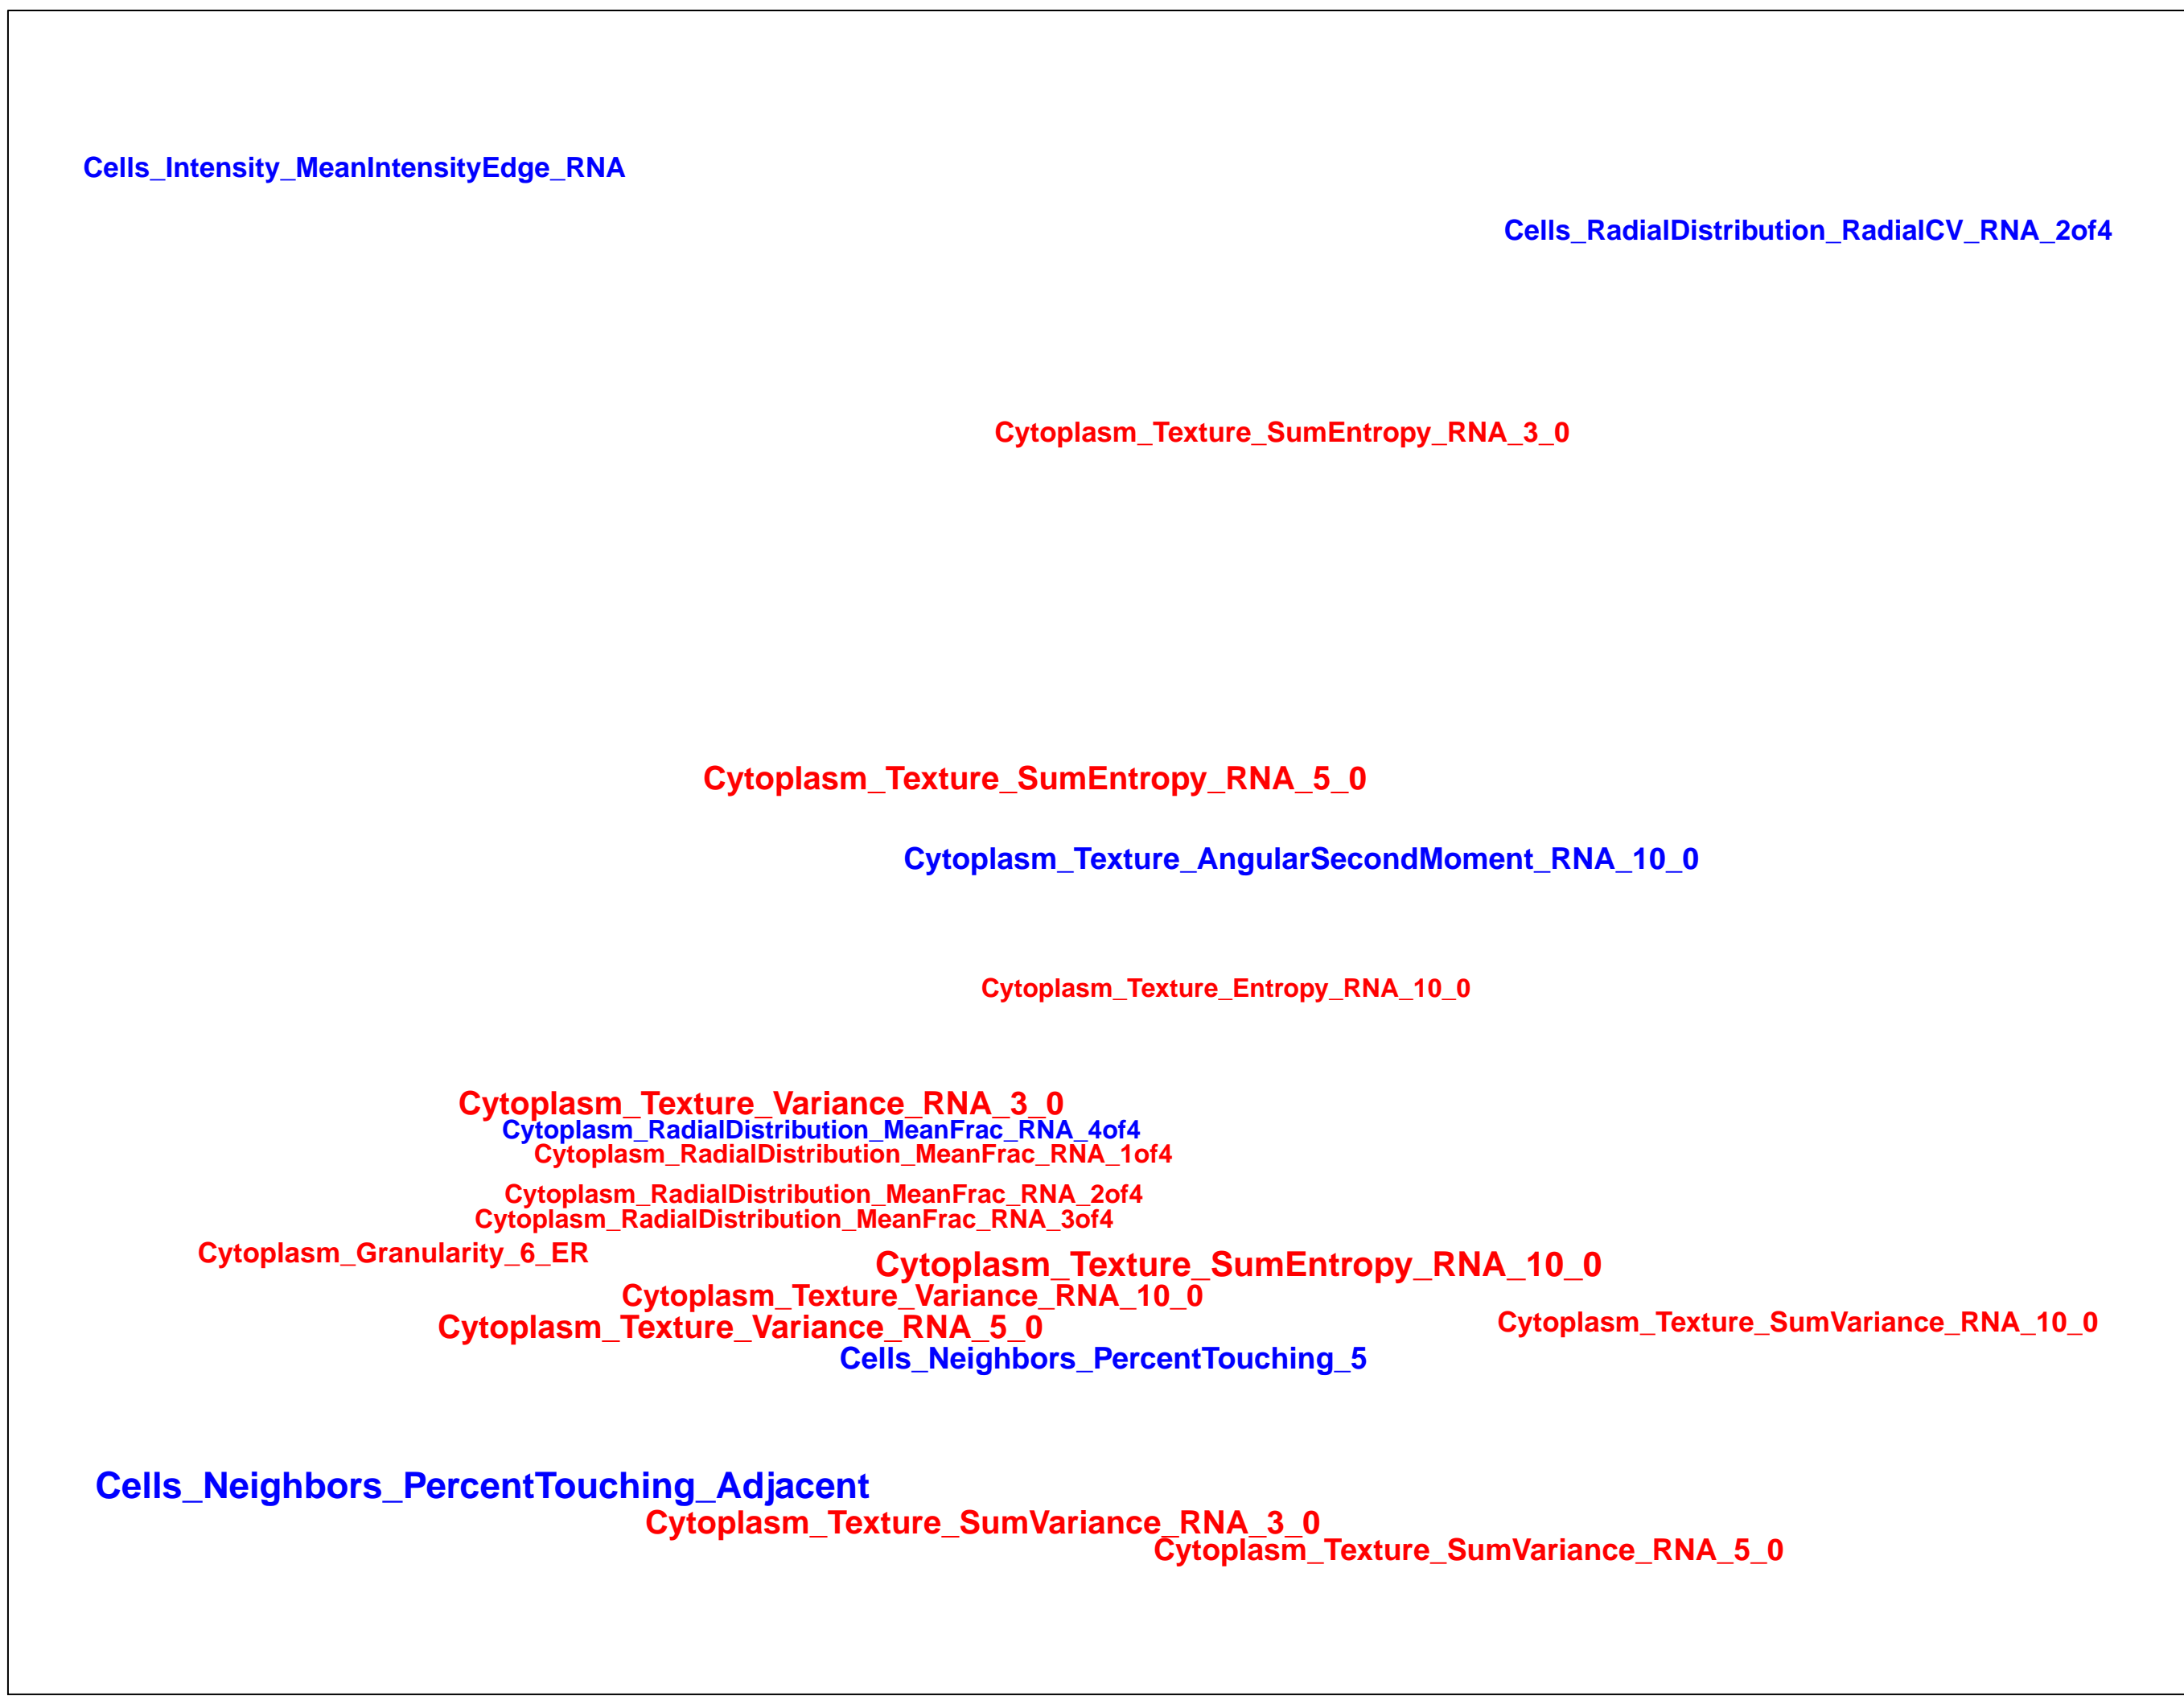 Cells_Intensity_MeanIntensityEdge_RNA
Cells_RadialDistribution_RadialCV_RNA_2of4
Cytoplasm_Texture_SumEntropy_RNA_3_0
Cytoplasm_Texture_SumEntropy_RNA_5_0
Cytoplasm_Texture_AngularSecondMoment_RNA_10_0
Cytoplasm_Texture_Entropy_RNA_10_0
Cytoplasm_Texture_Variance_RNA_3_0
Cytoplasm_RadialDistribution_MeanFrac_RNA_4of4
Cytoplasm_RadialDistribution_MeanFrac_RNA_1of4
Cytoplasm_RadialDistribution_MeanFrac_RNA_2of4
Cytoplasm_RadialDistribution_MeanFrac_RNA_3of4
Cytoplasm_Granularity_6_ER
Cytoplasm_Texture_SumEntropy_RNA_10_0
Cytoplasm_Texture_Variance_RNA_10_0
Cytoplasm_Texture_SumVariance_RNA_10_0
Cytoplasm_Texture_Variance_RNA_5_0
Cells_Neighbors_PercentTouching_5
Cells_Neighbors_PercentTouching_Adjacent
Cytoplasm_Texture_SumVariance_RNA_3_0
Cytoplasm_Texture_SumVariance_RNA_5_0